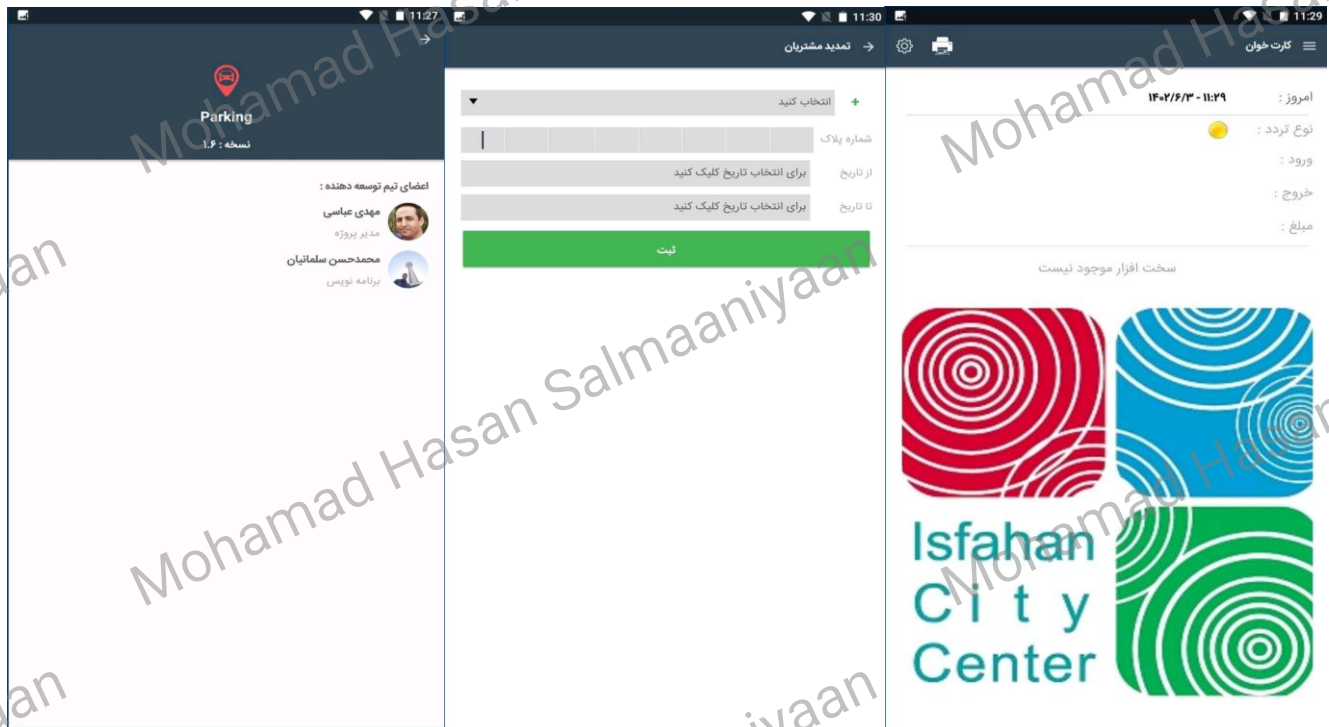 11:27
Parking
نسخه : ۱.۶
اعضای تیم توسعه دهنده :
مهدی عباسی
مدیر پروژه
محمدحسن سلمانیان
برنامه نویس
11:30
تمدید مشتریان
انتخاب کنید
شماره پلاک
از تاریخ
برای انتخاب تاریخ کلیک کنید
تا تاریخ
برای انتخاب تاریخ کلیک کنید
ثبت
11:29
کارت خوان
امروز : ۱۴۰۲/۶/۳ - ۱۱:۲۹
نوع تردد :
ورود :
خروج :
مبلغ :
سخت افزار موجود نیست
Isfahan
City
Center
Mohamad Hasan Salmaaniyaan